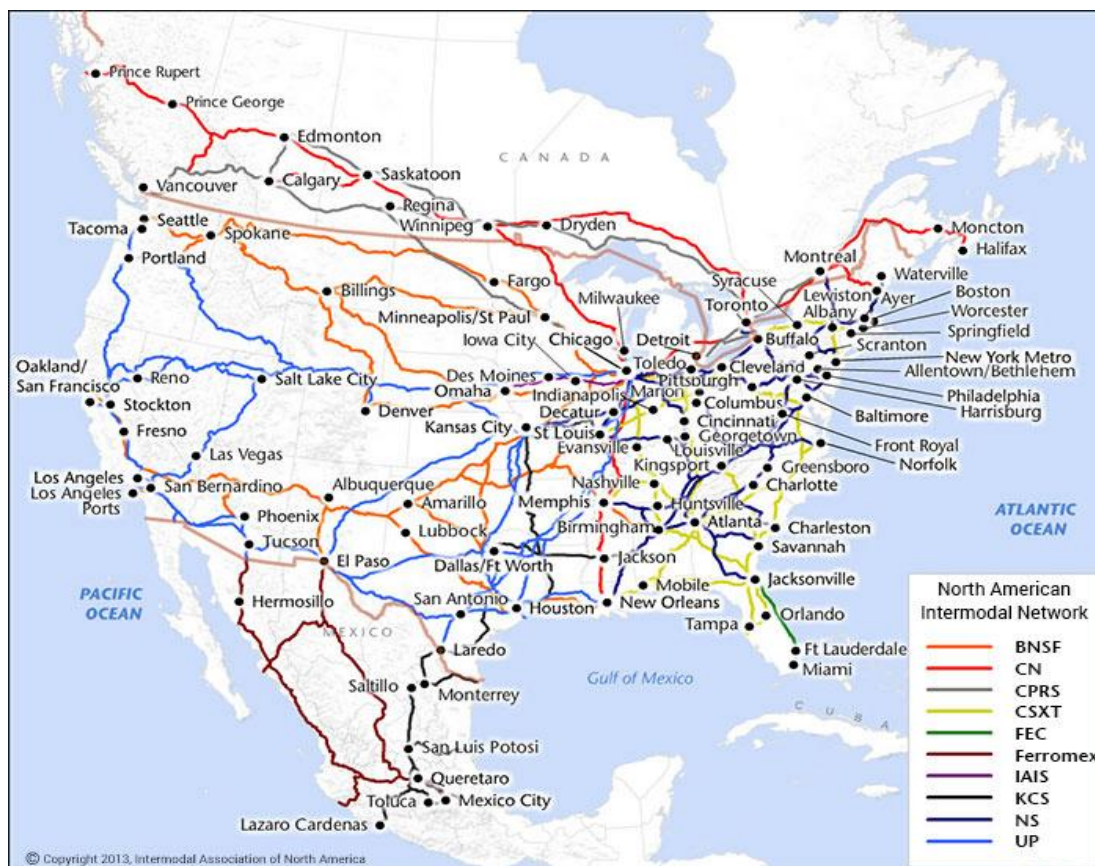 Prince Rupert
Prince George
Edmonton
CANADA
Vancouver
Calgary
Saskatoon
Regina
Winnipeg
Dryden
Moncton
Halifax
Montréal
Seattle
Tacoma
Spokane
Portland
Fargo
Billings
Minneapolis/St Paul
Milwaukee
Syracuse
Toronto
Lewiston
Albany
Waterville
Ayer
Boston
Worcester
Springfield
Scranton
New York Metro
Allentown/Bethlehem
Philadelphia
Harrisburg
Baltimore
Front Royal
Norfolk
Iowa City
Chicago
Detroit
Toledo
Buffalo
Cleveland
Pittsburgh
Oakland/
San Francisco
Reno
Salt Lake City
Omaha
Des Moines
Indianapolis
Marion
Columbus
Stockton
Denver
Decatur
Cincinnati
Fresno
Kansas City
St Louis
Georgetown
Las Vegas
Evansville
Louisville
Kingsport
Greensboro
Los Angeles
Los Angeles
Ports
San Bernardino
Albuquerque
Amarillo
Nashville
Charlotte
Memphis
Huntsville
Phoenix
Lubbock
Birmingham
Atlanta
Charleston
ATLANTIC
OCEAN
Tucson
El Paso
Dallas/Ft Worth
Jackson
Savannah
PACIFIC
OCEAN
Hermosillo
San Antonio
Houston
Mobile
New Orleans
Jacksonville
MEXICO
Tampa
Orlando
Laredo
Ft Lauderdale
Miami
Saltillo
Monterrey
Gulf of Mexico
CUBA
San Luis Potosi
Queretaro
Toluca
Mexico City
Lazaro Cardenas
North American
Intermodal Network
BNSF
CN
CPRS
CSXT
FEC
Ferromex
IAIS
KCS
NS
UP
© Copyright 2013, Intermodal Association of North America